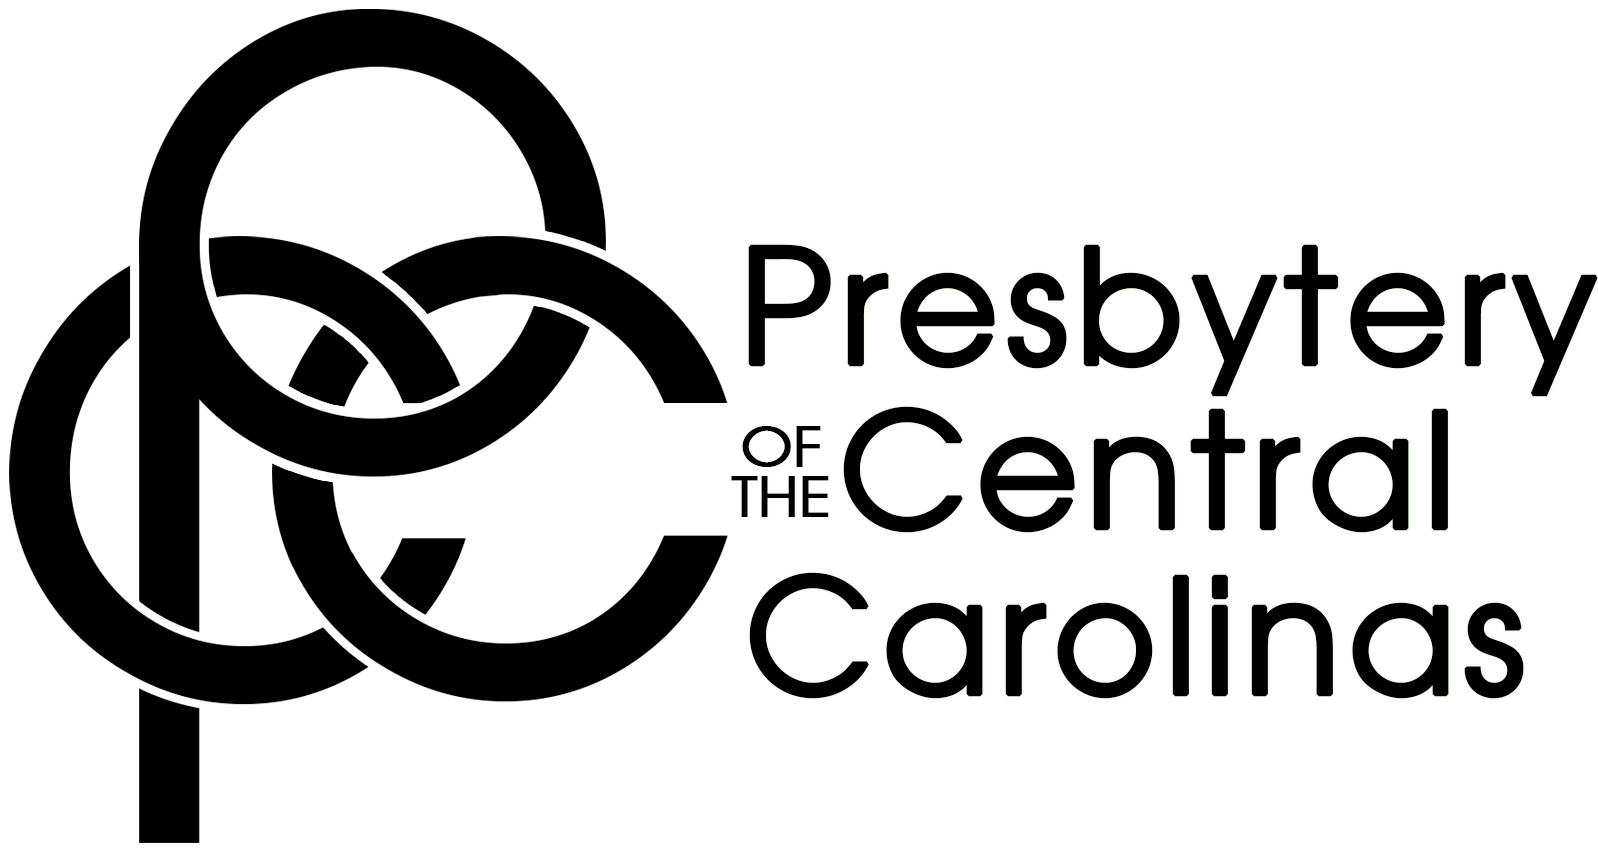 Presbytery
OF
THE
Central
Carolinas